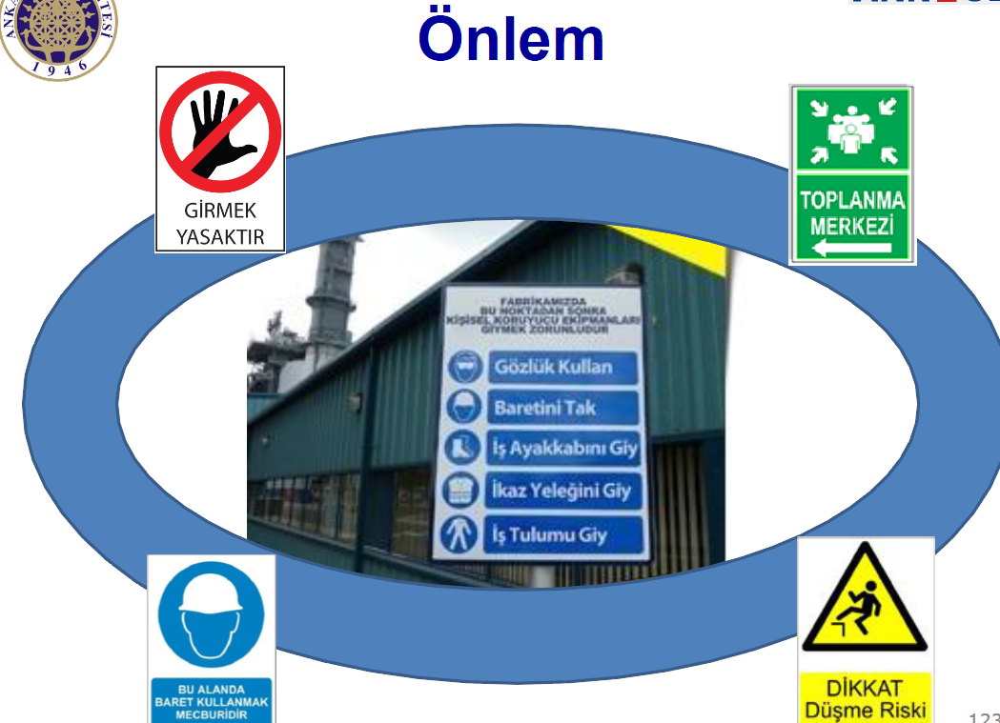 Önlem
1946
GİRMEK
YASAKTIR
TOPLANMA
MERKEZİ
FABRİKAMIZDA
BU NOKTADAN SONRA
KİŞİSEL KORUYUCU EKİPMANLARI
GİYMEK ZORUNLUDUR
Gözlük Kullan
Baretini Tak
İş Ayakkabını Giy
İkaz Yeleğini Giy
İş Tulumu Giy
BU ALANDA
BARET KULLANMAK
MECBURİDİR
DİKKAT
Düşme Riski
123